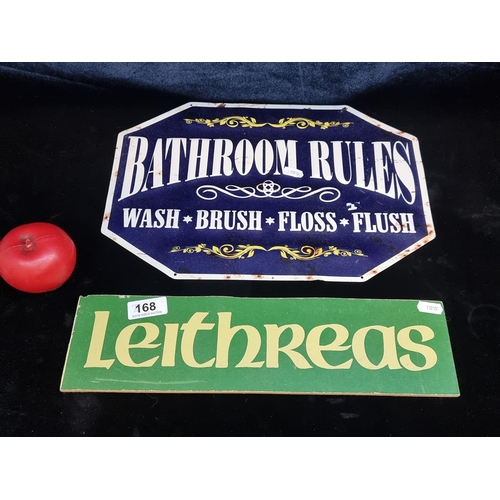 BATHROOM RULES
WASH * BRUSH * FLOSS * FLUSH
168
Leithreas